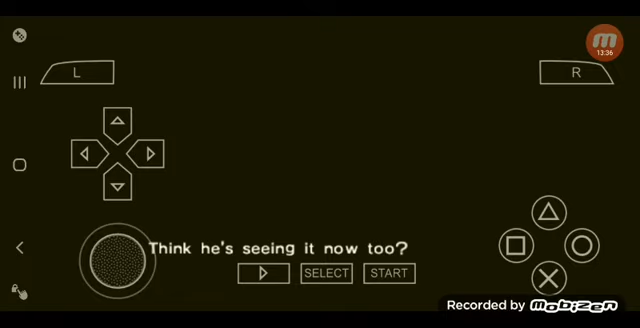 13:36
L
R
Think he's seeing it now too?
SELECT
START
Recorded by Mobizen